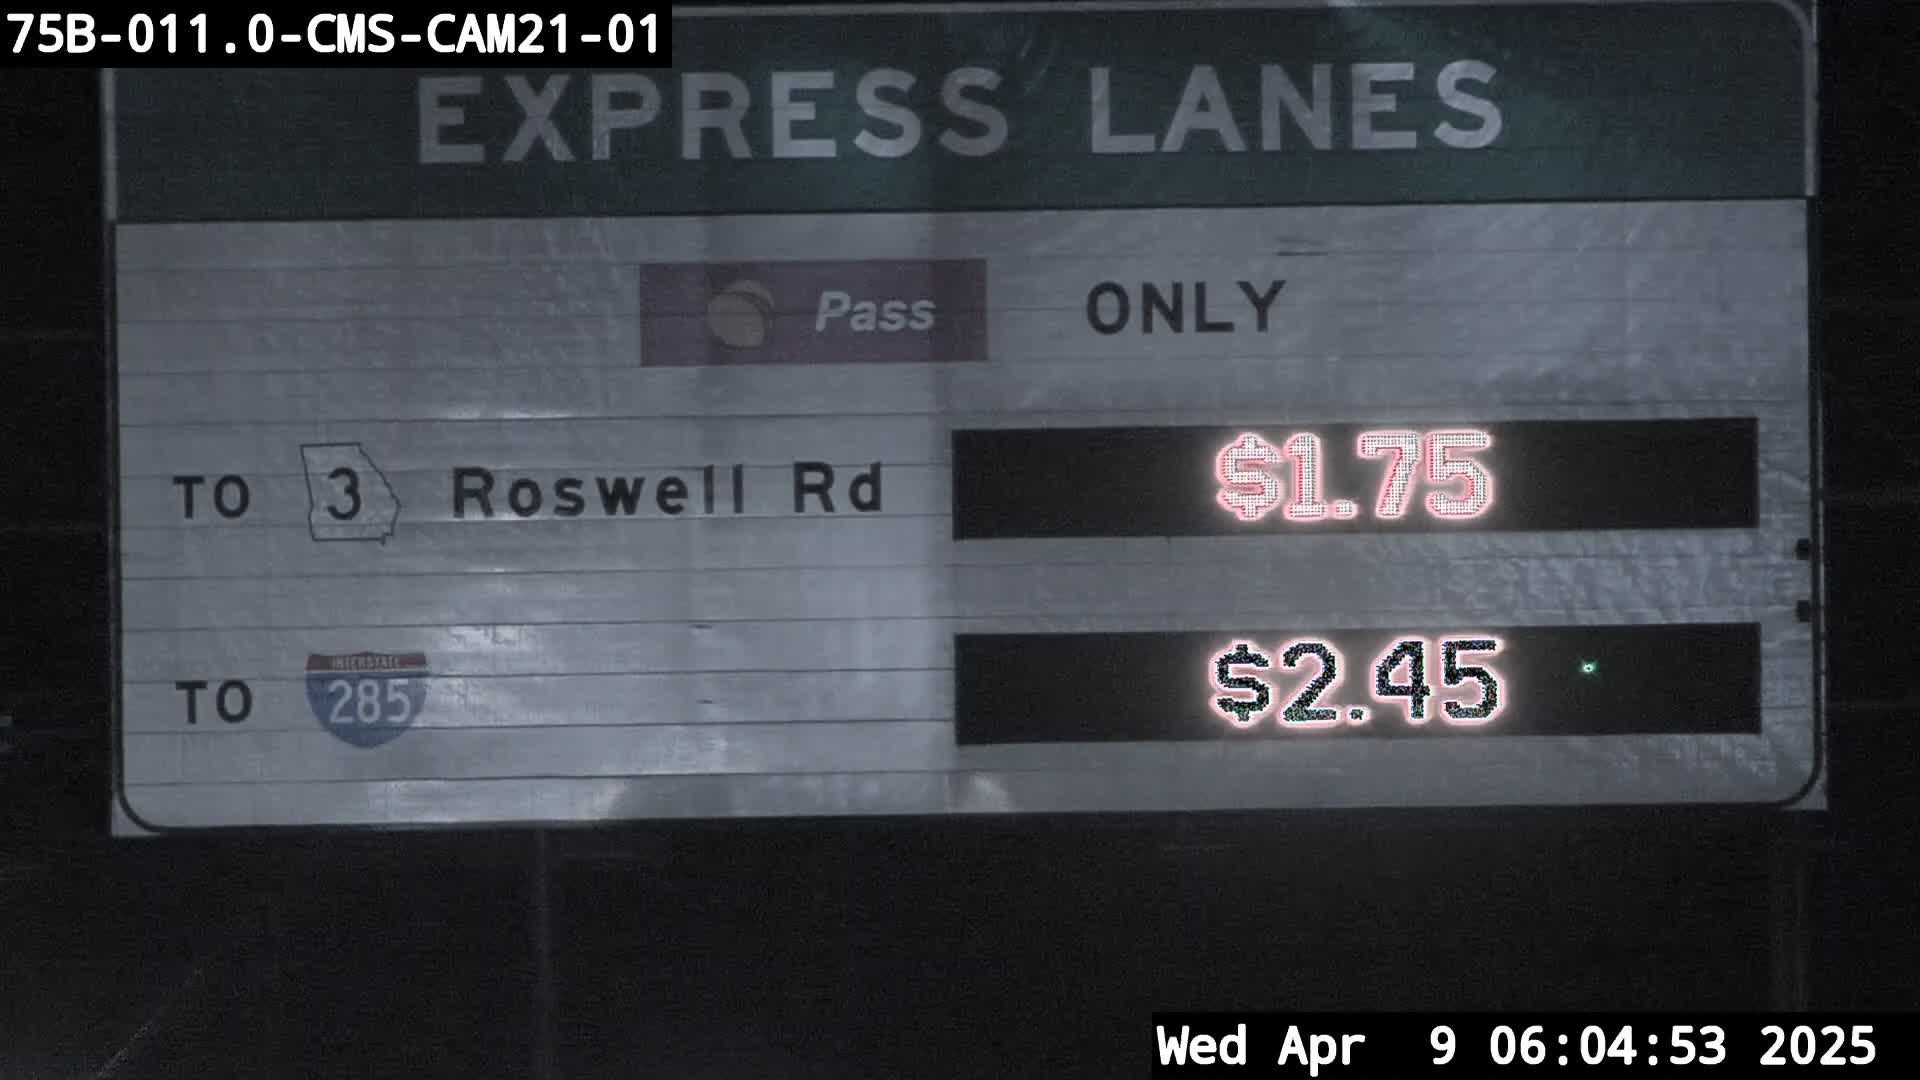 75B-011.0-CMS-CAM21-01
EXPRESS LANES
Pass ONLY
TO 3 Roswell Rd $1.75
INTERSTATE
TO 285 $2.45
Wed Apr 9 06:04:53 2025